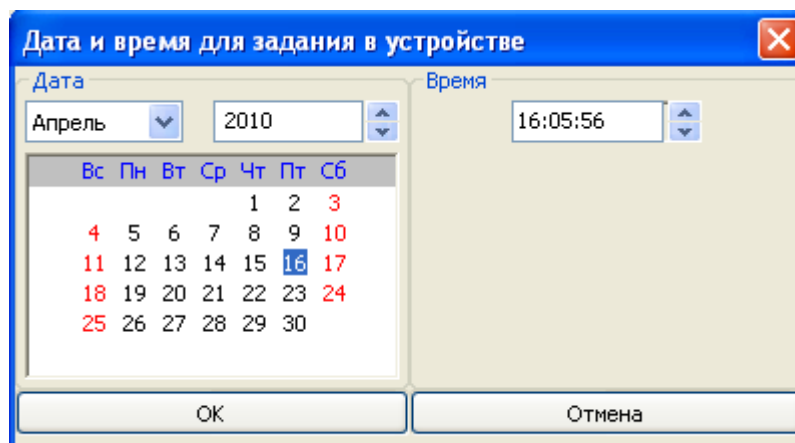 Дата и время для задания в устройстве
Дата
Время
Апрель 2010 16:05:56
Вс Пн Вт Ср Чт Пт Сб
1 2 3
4 5 6 7 8 9 10
11 12 13 14 15 16 17
18 19 20 21 22 23 24
25 26 27 28 29 30
OK
Отмена